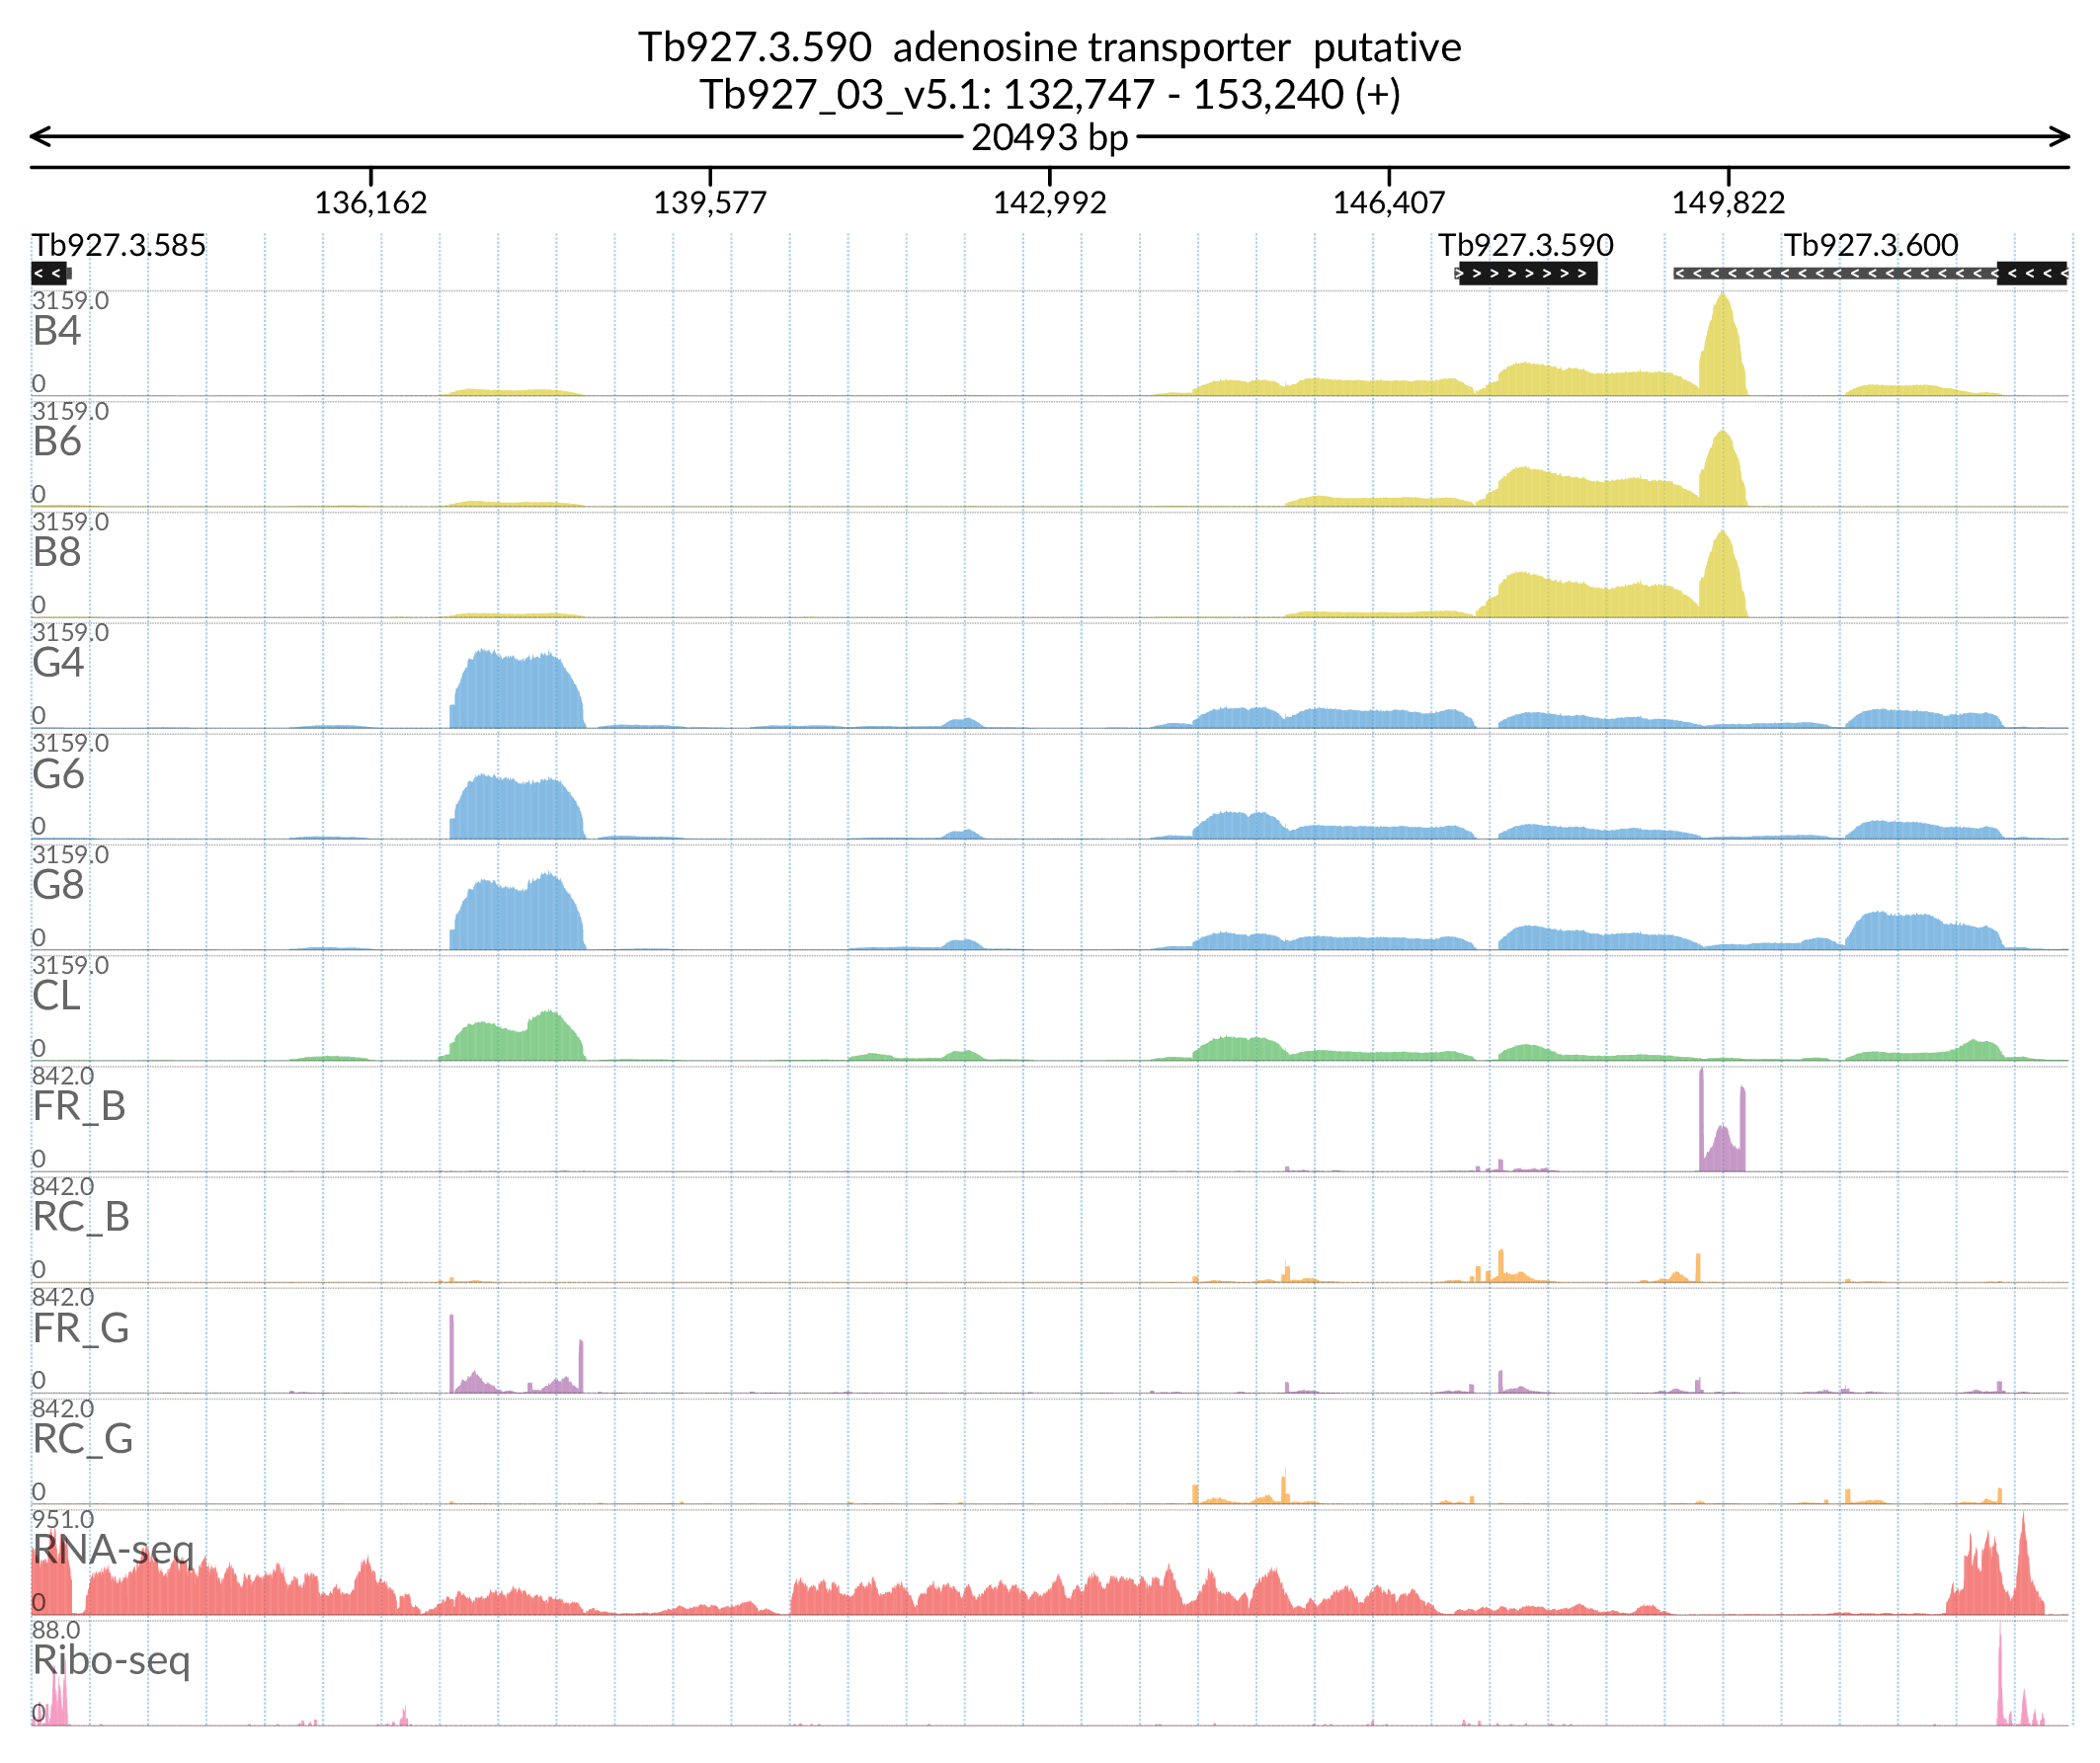 Tb927.3.590 adenosine transporter putative
Tb927_03_v5.1: 132,747 - 153,240 (+)
20493 bp
136,162 139,577 142,992 146,407 149,822
Tb927.3.585 Tb927.3.590 Tb927.3.600
3159.0
B4
0
3159.0
B6
0
3159.0
B8
0
3159.0
G4
0
3159.0
G6
0
3159.0
G8
0
3159.0
CL
0
842.0
FR_B
0
842.0
RC_B
0
842.0
FR_G
0
842.0
RC_G
0
951.0
RNA-seq
0
88.0
Ribo-seq
0